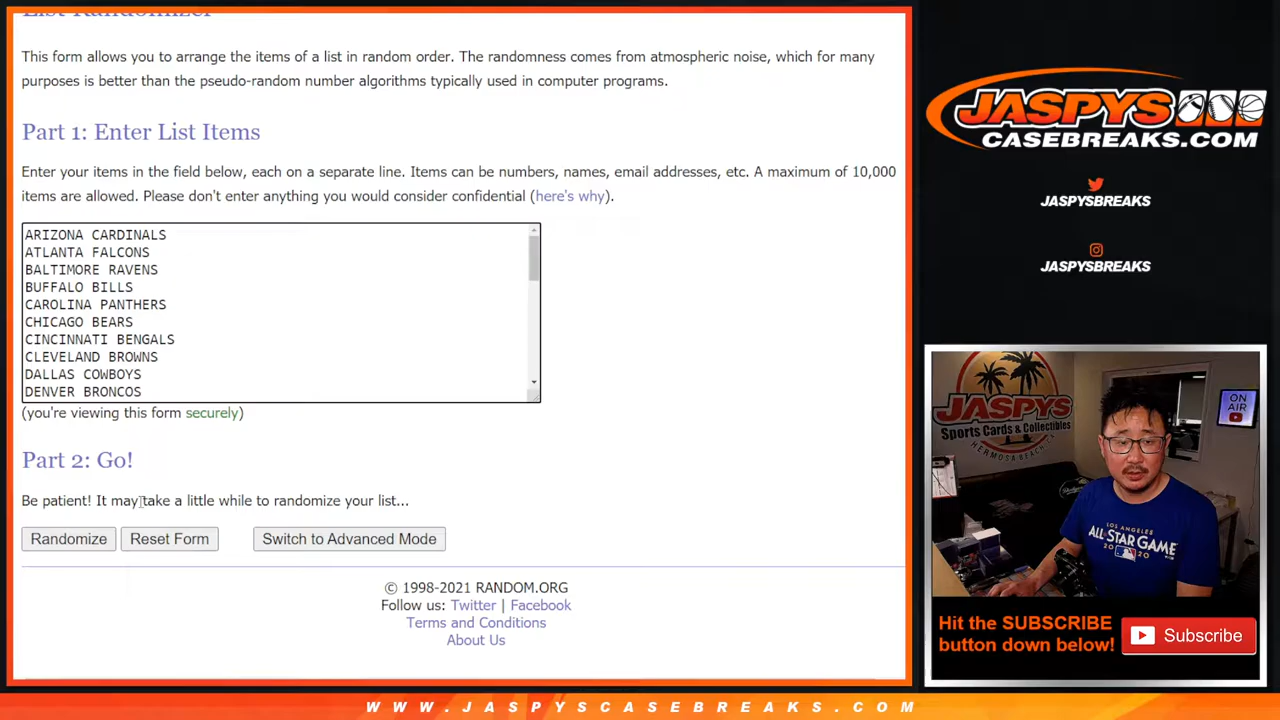 List Randomizer
This form allows you to arrange the items of a list in random order. The randomness comes from atmospheric noise, which for many
purposes is better than the pseudo-random number algorithms typically used in computer programs.
Part 1: Enter List Items
Enter your items in the field below, each on a separate line. Items can be numbers, names, email addresses, etc. A maximum of 10,000
items are allowed. Please don't enter anything you would consider confidential (here's why).
ARIZONA CARDINALS
ATLANTA FALCONS
BALTIMORE RAVENS
BUFFALO BILLS
CAROLINA PANTHERS
CHICAGO BEARS
CINCINNATI BENGALS
CLEVELAND BROWNS
DALLAS COWBOYS
DENVER BRONCOS
(you're viewing this form securely)
Part 2: Go!
Be patient! It may take a little while to randomize your list...
Randomize Reset Form Switch to Advanced Mode
© 1998-2021 RANDOM.ORG
Follow us: Twitter | Facebook
Terms and Conditions
About Us
JASPYS
CASEBREAKS.COM
JASPYSBREAKS
JASPYSBREAKS
JASPYS
Sports Cards & Collectibles
HERMOSA BEACH, CA
ON
AIR
LOS ANGELES
ALL STAR GAME
2020
Hit the SUBSCRIBE
button down below!
Subscribe
WWW.JASPYSCASEBREAKS.COM